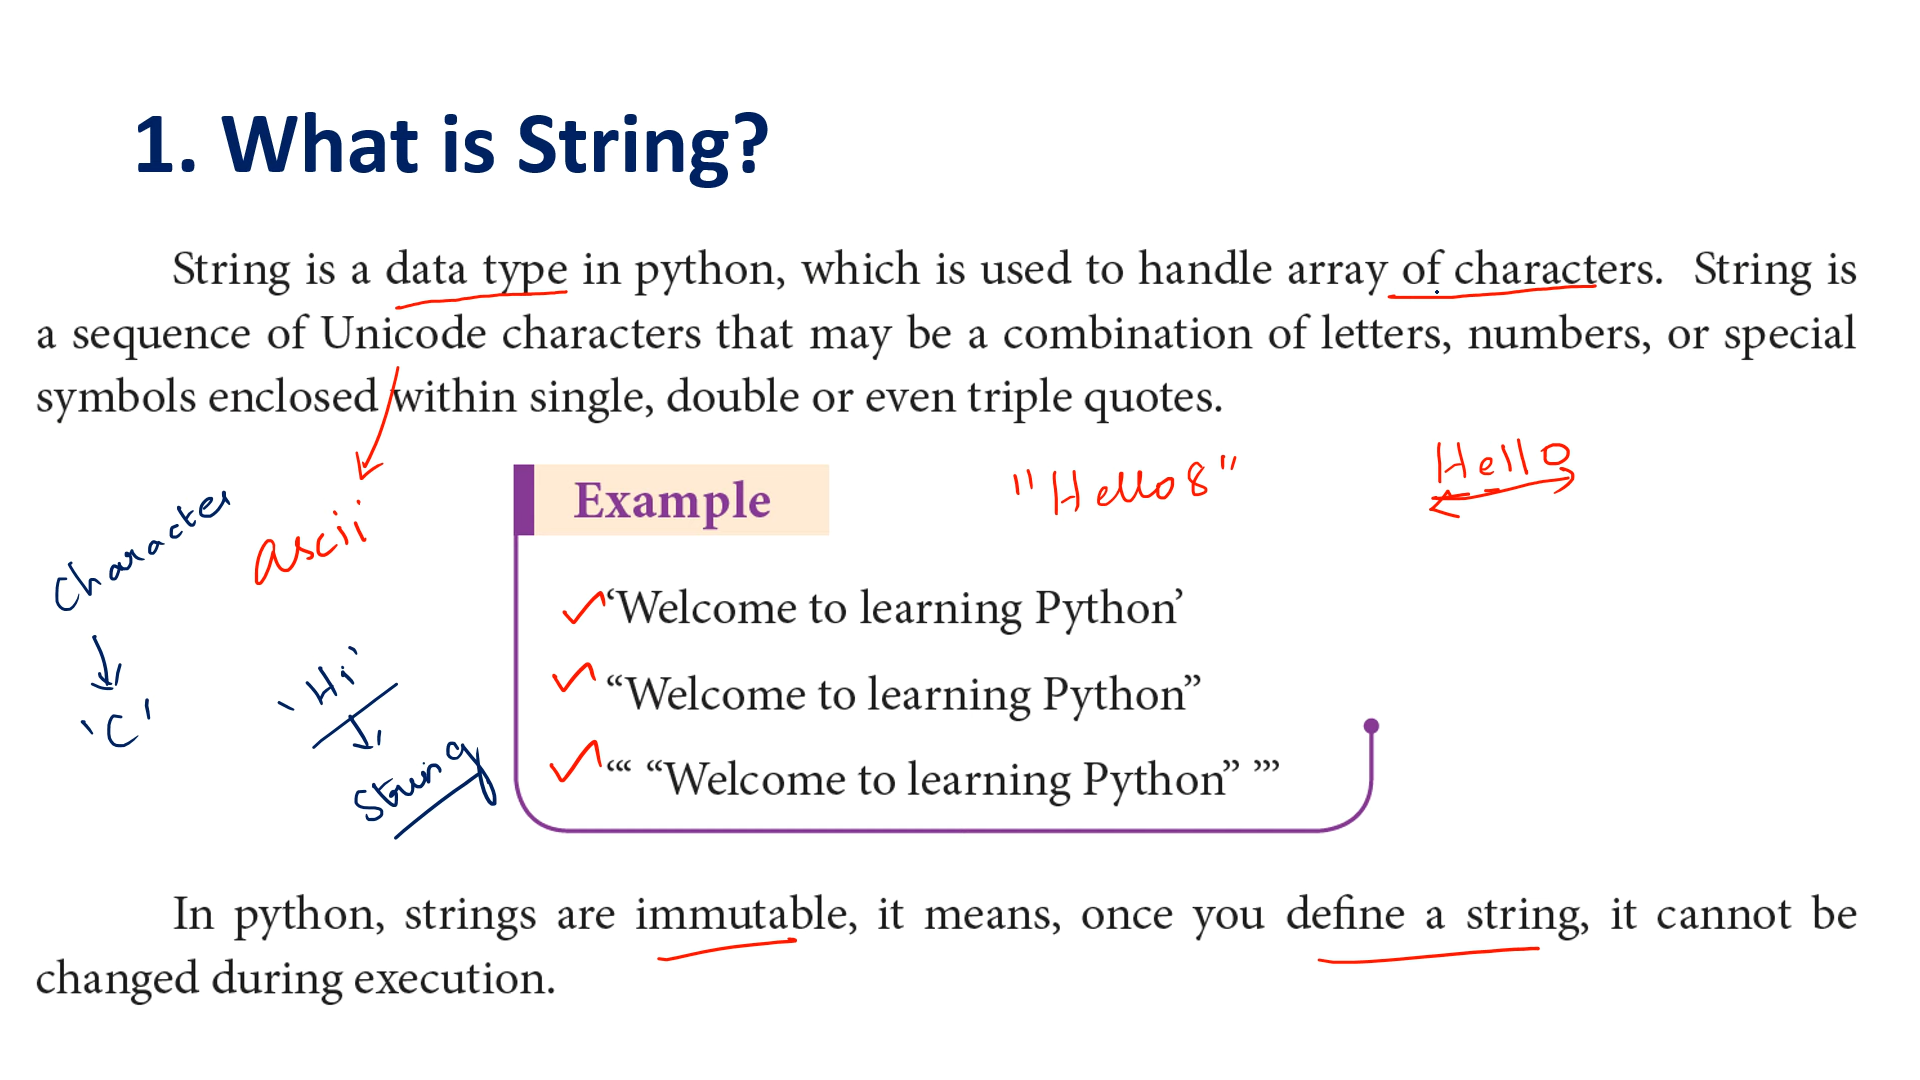 1. What is String?
String is a data type in python, which is used to handle array of characters. String is
a sequence of Unicode characters that may be a combination of letters, numbers, or special
symbols enclosed within single, double or even triple quotes.
Hello
"Hello8"
Example
Character
ascii
‘Welcome to learning Python’
'Hi'
“Welcome to learning Python”
'C'
String
“‘ “Welcome to learning Python” ”’
In python, strings are immutable, it means, once you define a string, it cannot be
changed during execution.